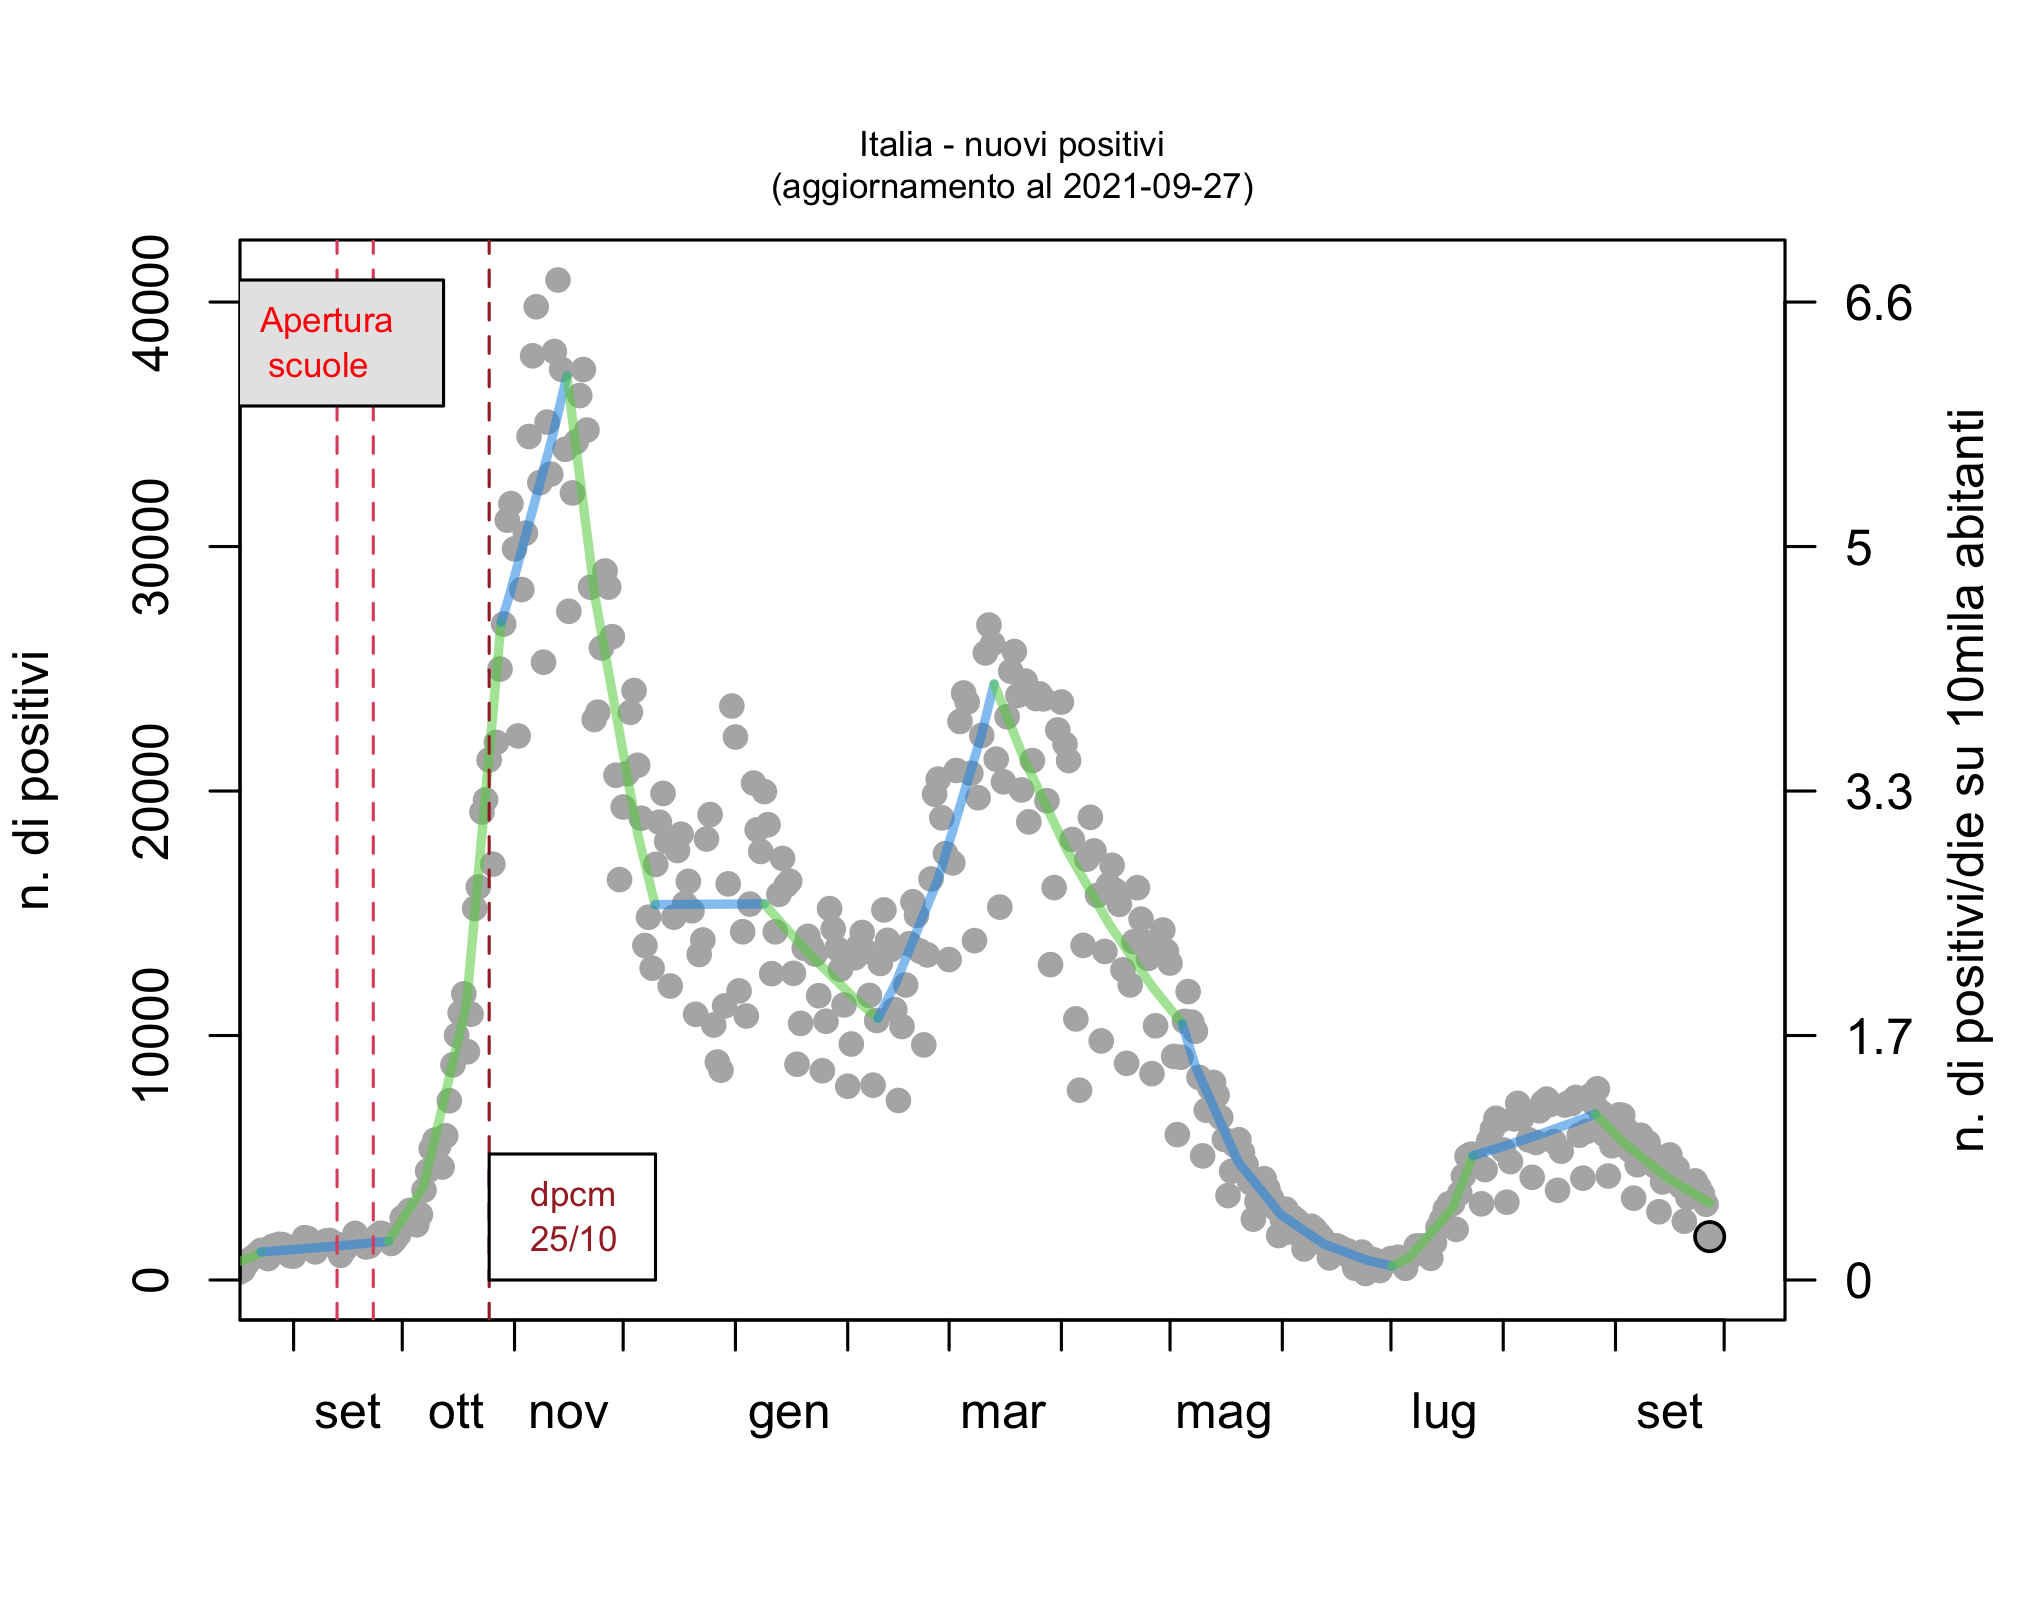 Italia - nuovi positivi
(aggiornamento al 2021-09-27)
40000
30000
20000
10000
0
n. di positivi
Apertura
scuole
dpcm
25/10
6.6
5
3.3
1.7
0
n. di positivi/die su 10mila abitanti
set ott nov gen mar mag lug set